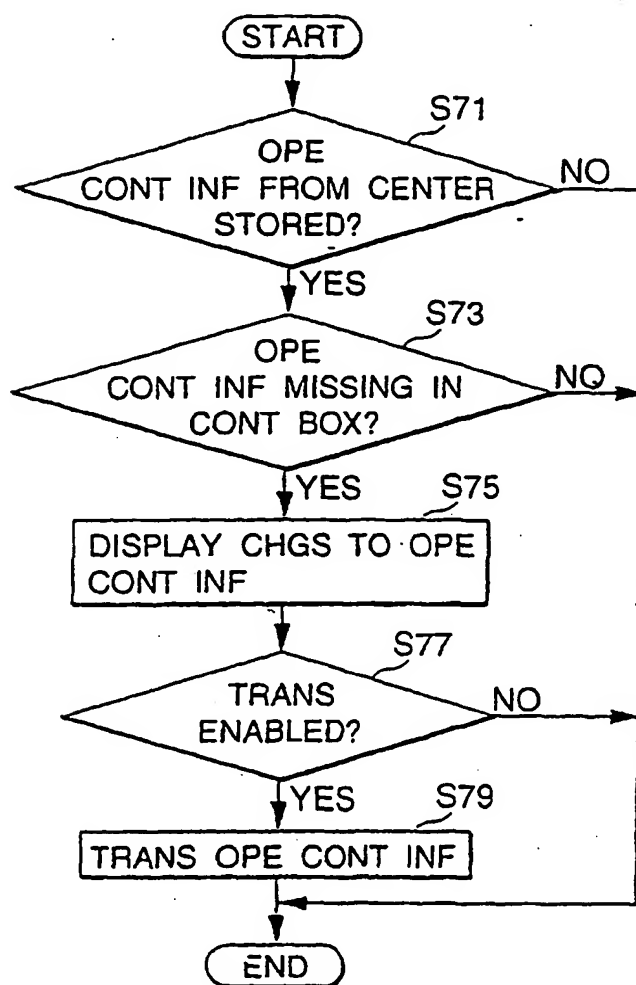 START
S71
OPE
CONT INF FROM CENTER
STORED?
NO
YES
S73
OPE
CONT INF MISSING IN
CONT BOX?
NO
YES
S75
DISPLAY CHGS TO OPE
CONT INF
S77
TRANS
ENABLED?
NO
YES
S79
TRANS OPE CONT INF
END